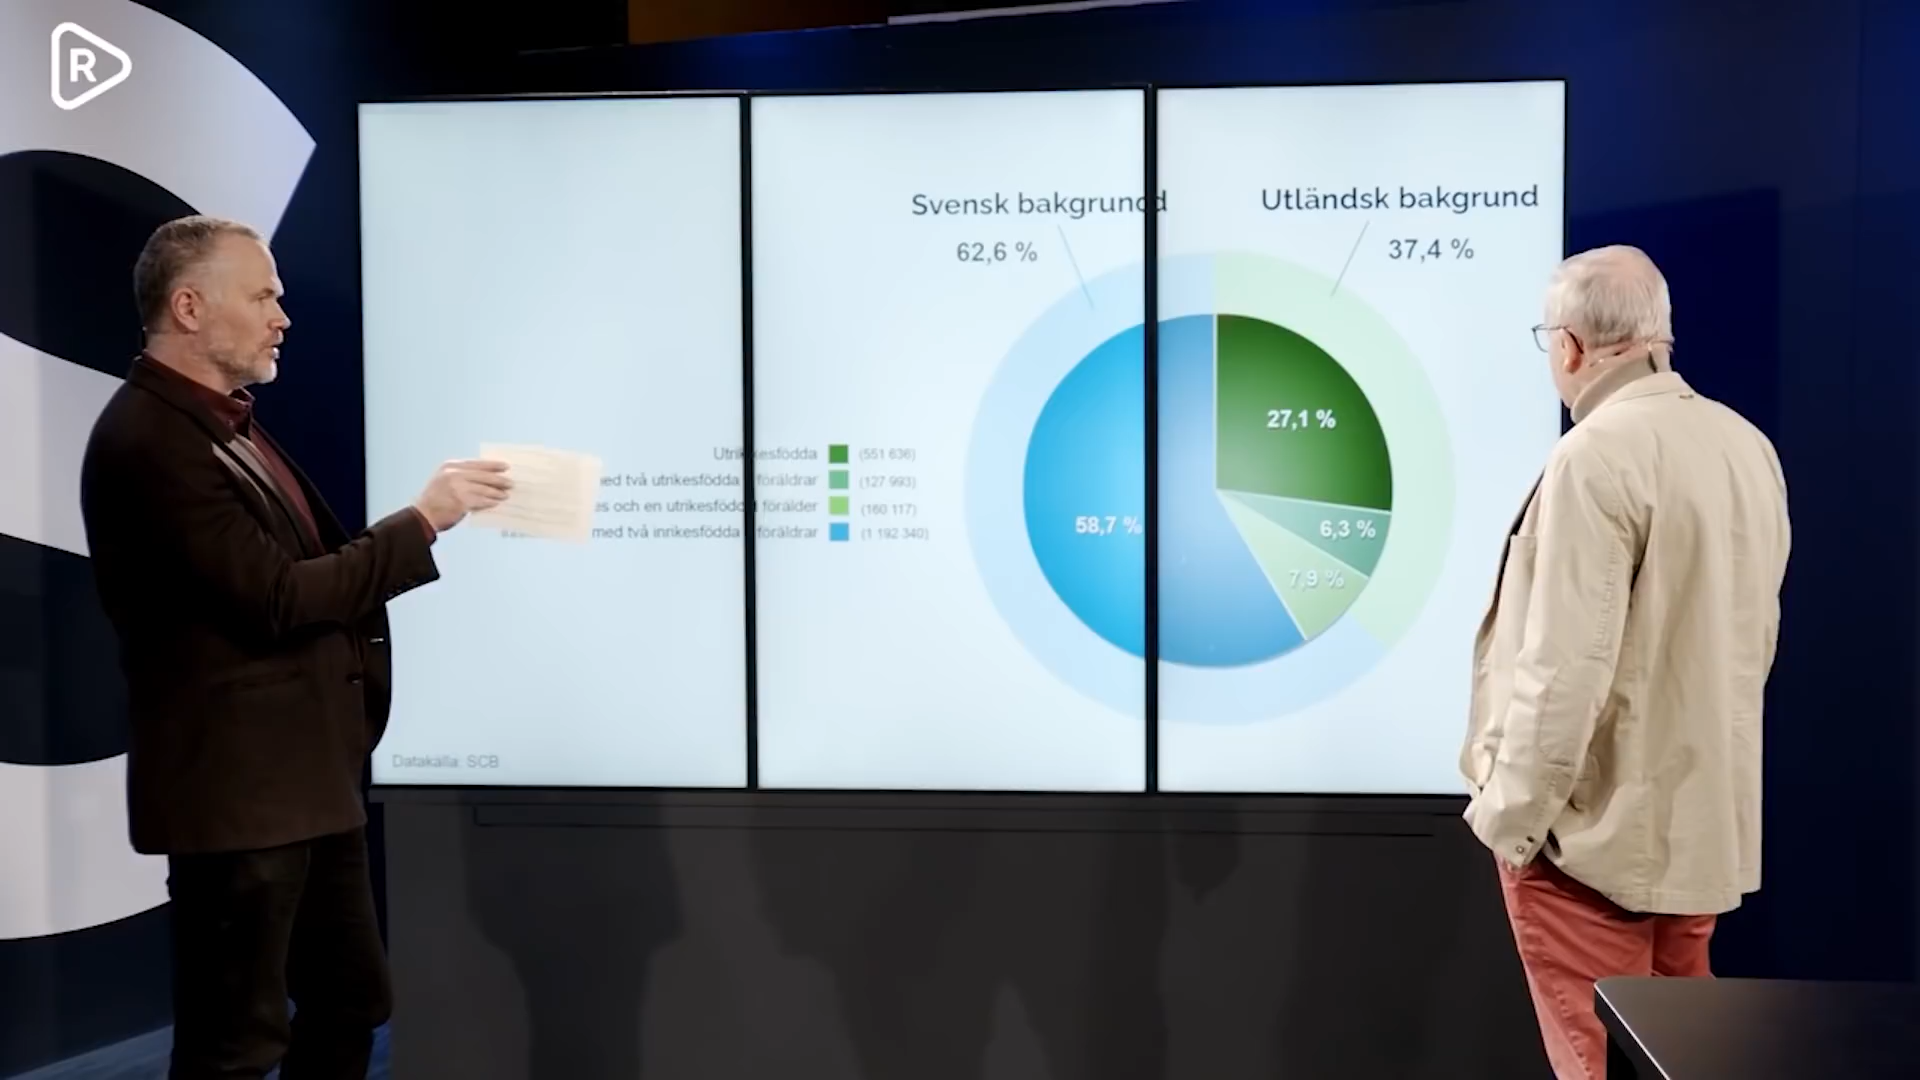 R
Svensk bakgrund
62,6 %
Utländsk bakgrund
37,4 %
Utrikesfödda (551 636)
med två utrikesfödda föräldrar (127 993)
och en utrikesfödd förälder (160 117)
med två inrikesfödda föräldrar (1 192 340)
58,7 %
27,1 %
6,3 %
7,9 %
Datakälla: SCB